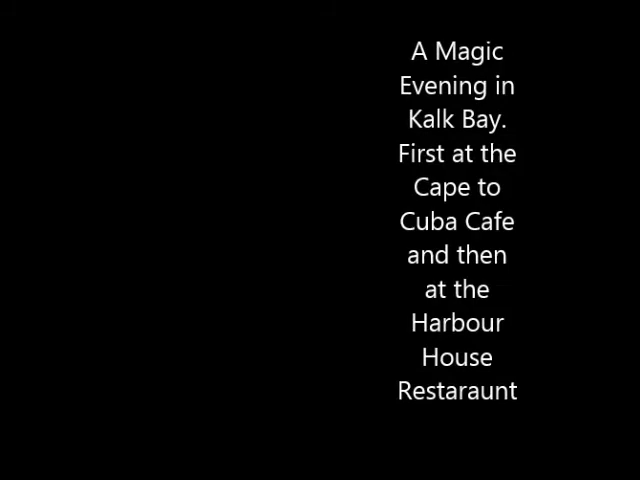 A Magic
Evening in
Kalk Bay.
First at the
Cape to
Cuba Cafe
and then
at the
Harbour
House
Restaraunt